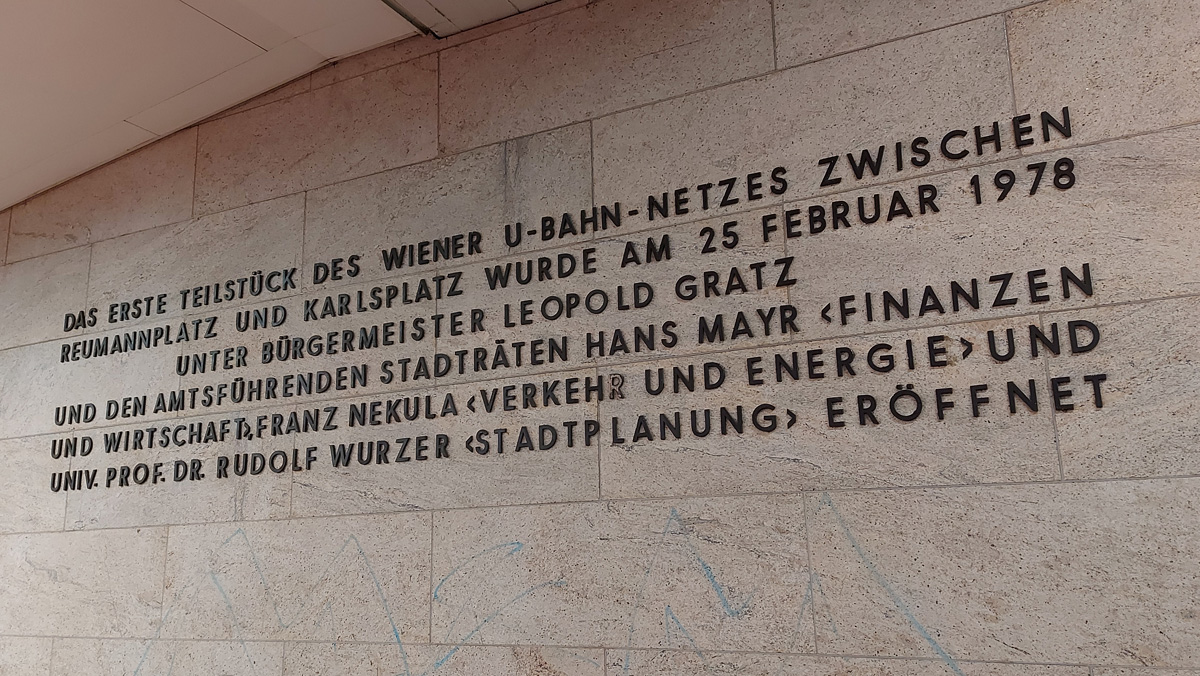 DAS ERSTE TEILSTÜCK DES WIENER U-BAHN-NETZES ZWISCHEN
REUMANNPLATZ UND KARLSPLATZ WURDE AM 25 FEBRUAR 1978
UNTER BÜRGERMEISTER LEOPOLD GRATZ
UND DEN AMTSFÜHRENDEN STADTRÄTEN HANS MAYR ‹FINANZEN
UND WIRTSCHAFT›,FRANZ NEKULA ‹VERKEHR UND ENERGIE› UND
UNIV. PROF. DR. RUDOLF WURZER ‹STADTPLANUNG› ERÖFFNET